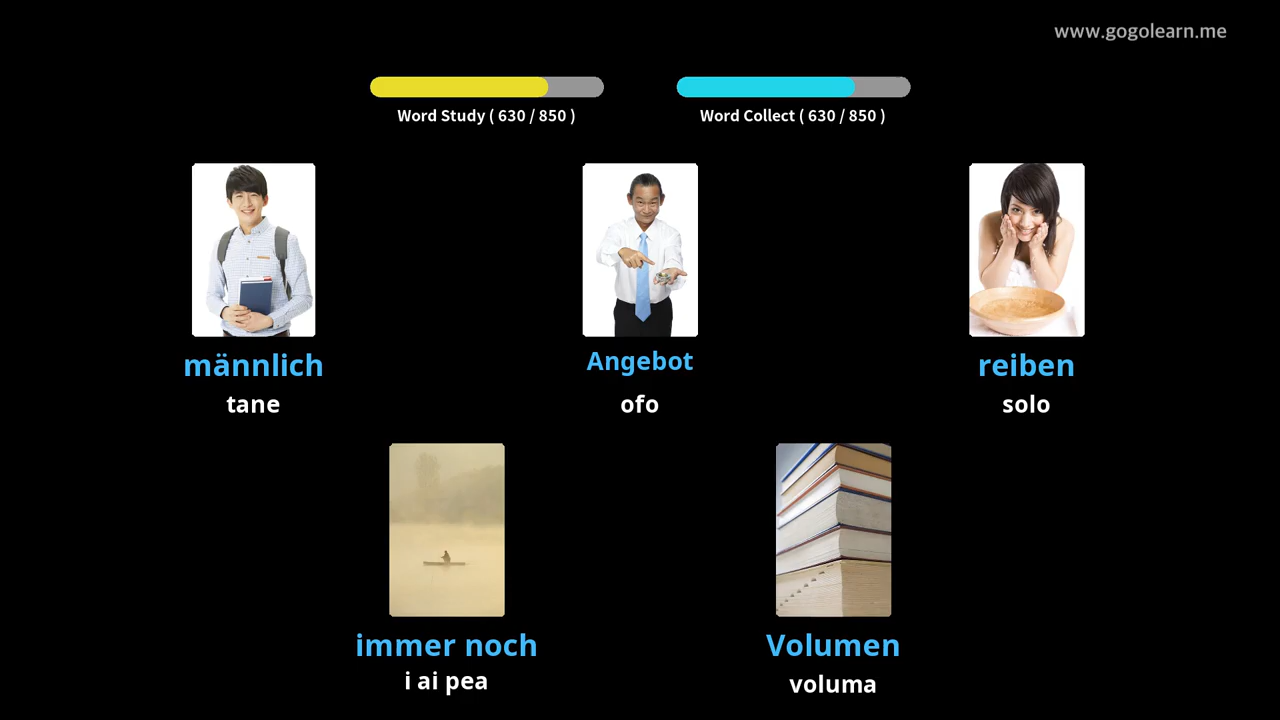 www.gogolearn.me
Word Study ( 630 / 850 )
Word Collect ( 630 / 850 )
männlich
tane
Angebot
ofo
reiben
solo
immer noch
i ai pea
Volumen
voluma